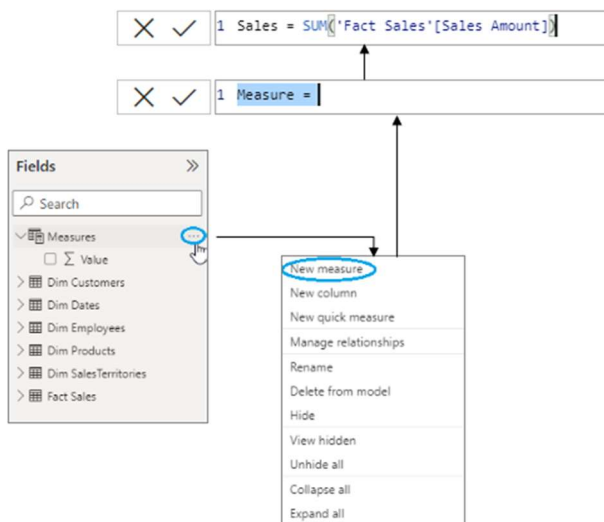 1 Sales = SUM('Fact Sales'[Sales Amount])
1 Measure =
Fields
Search
Measures
Value
Dim Customers
Dim Dates
Dim Employees
Dim Products
Dim SalesTerritories
Fact Sales
New measure
New column
New quick measure
Manage relationships
Rename
Delete from model
Hide
View hidden
Unhide all
Collapse all
Expand all